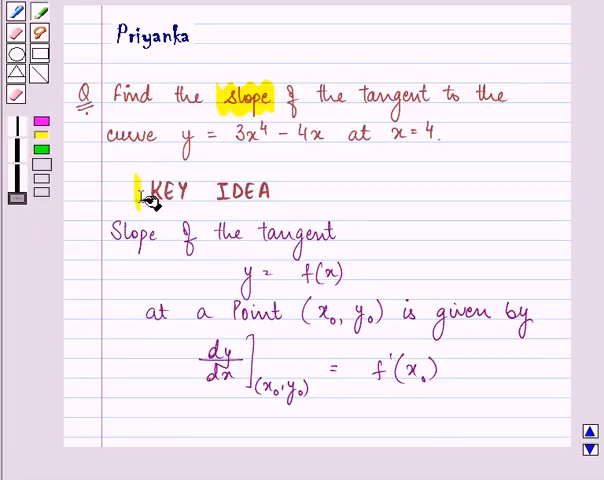 Priyanka
Q Find the slope of the tangent to the
curve y = 3x⁴ - 4x at x = 4.
KEY IDEA
Slope of the tangent
y = f(x)
at a Point (x₀, y₀) is given by
dy/dx](x₀, y₀) = f'(x₀)